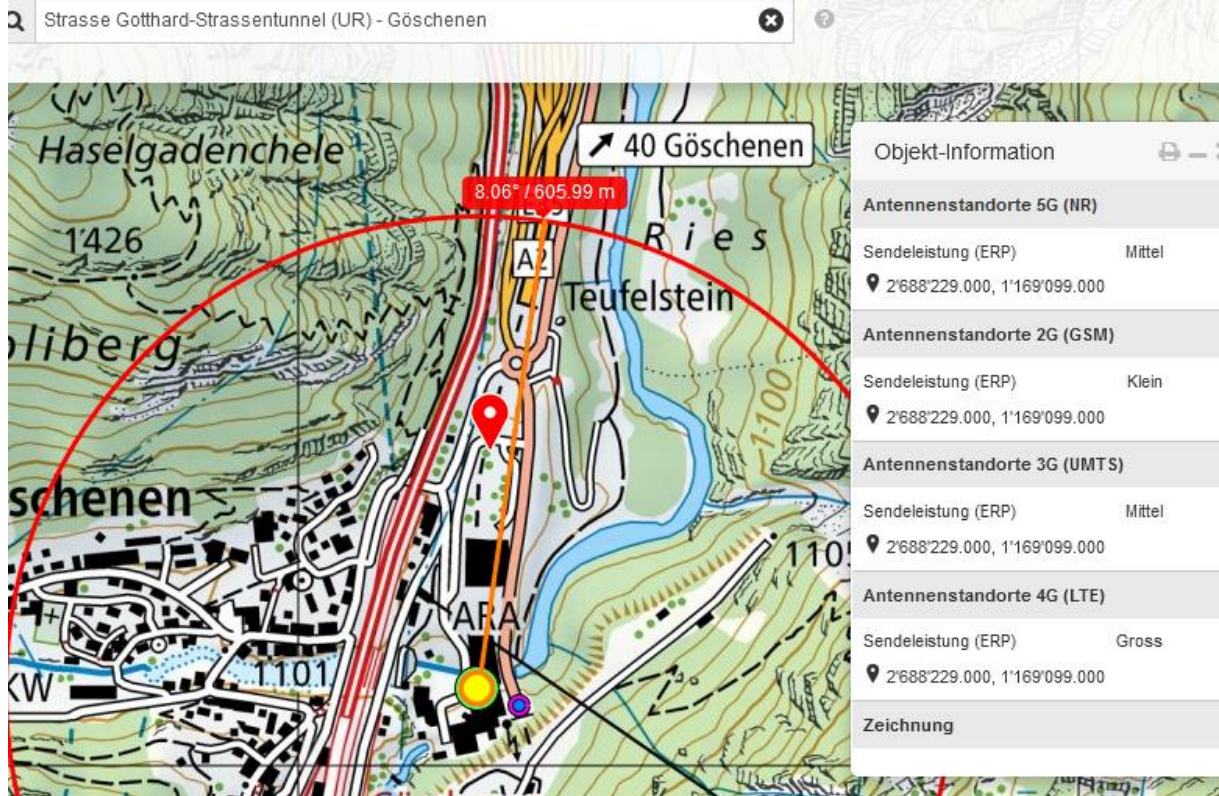 Strasse Gotthard-Strassentunnel (UR) - Göschenen
Haselgadenchele
40 Göschenen
8.06° / 605.99 m
1426
Ries
A2
Teufelstein
liberg
1100
schenen
ARA
1101
KW
Objekt-Information
Antennenstandorte 5G (NR)
Sendeleistung (ERP) Mittel
2'688'229.000, 1'169'099.000
Antennenstandorte 2G (GSM)
Sendeleistung (ERP) Klein
2'688'229.000, 1'169'099.000
Antennenstandorte 3G (UMTS)
Sendeleistung (ERP) Mittel
2'688'229.000, 1'169'099.000
Antennenstandorte 4G (LTE)
Sendeleistung (ERP) Gross
2'688'229.000, 1'169'099.000
Zeichnung